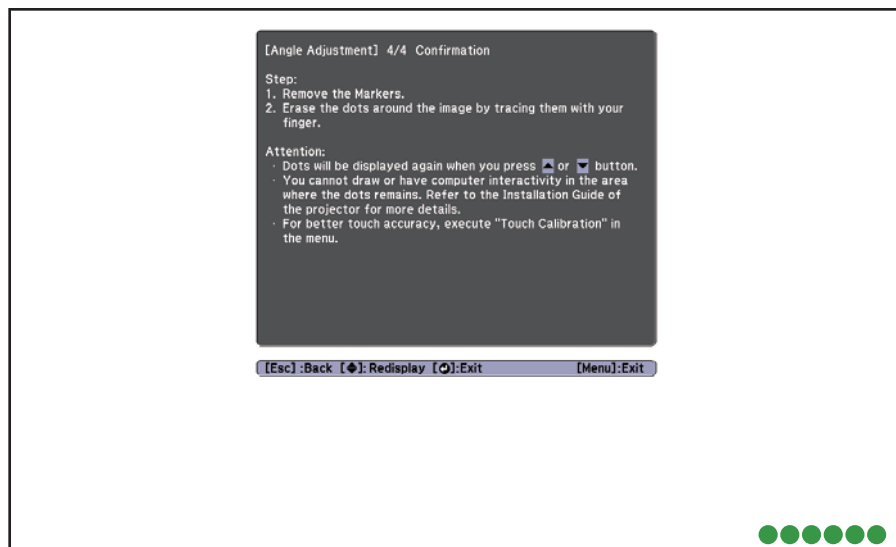 [Angle Adjustment] 4/4 Confirmation
Step:
1. Remove the Markers.
2. Erase the dots around the image by tracing them with your
finger.
Attention:
· Dots will be displayed again when you press ▲ or ▼ button.
· You cannot draw or have computer interactivity in the area
where the dots remains. Refer to the Installation Guide of
the projector for more details.
· For better touch accuracy, execute "Touch Calibration" in
the menu.
[Esc] :Back [◆]: Redisplay [⏎]:Exit [Menu]:Exit